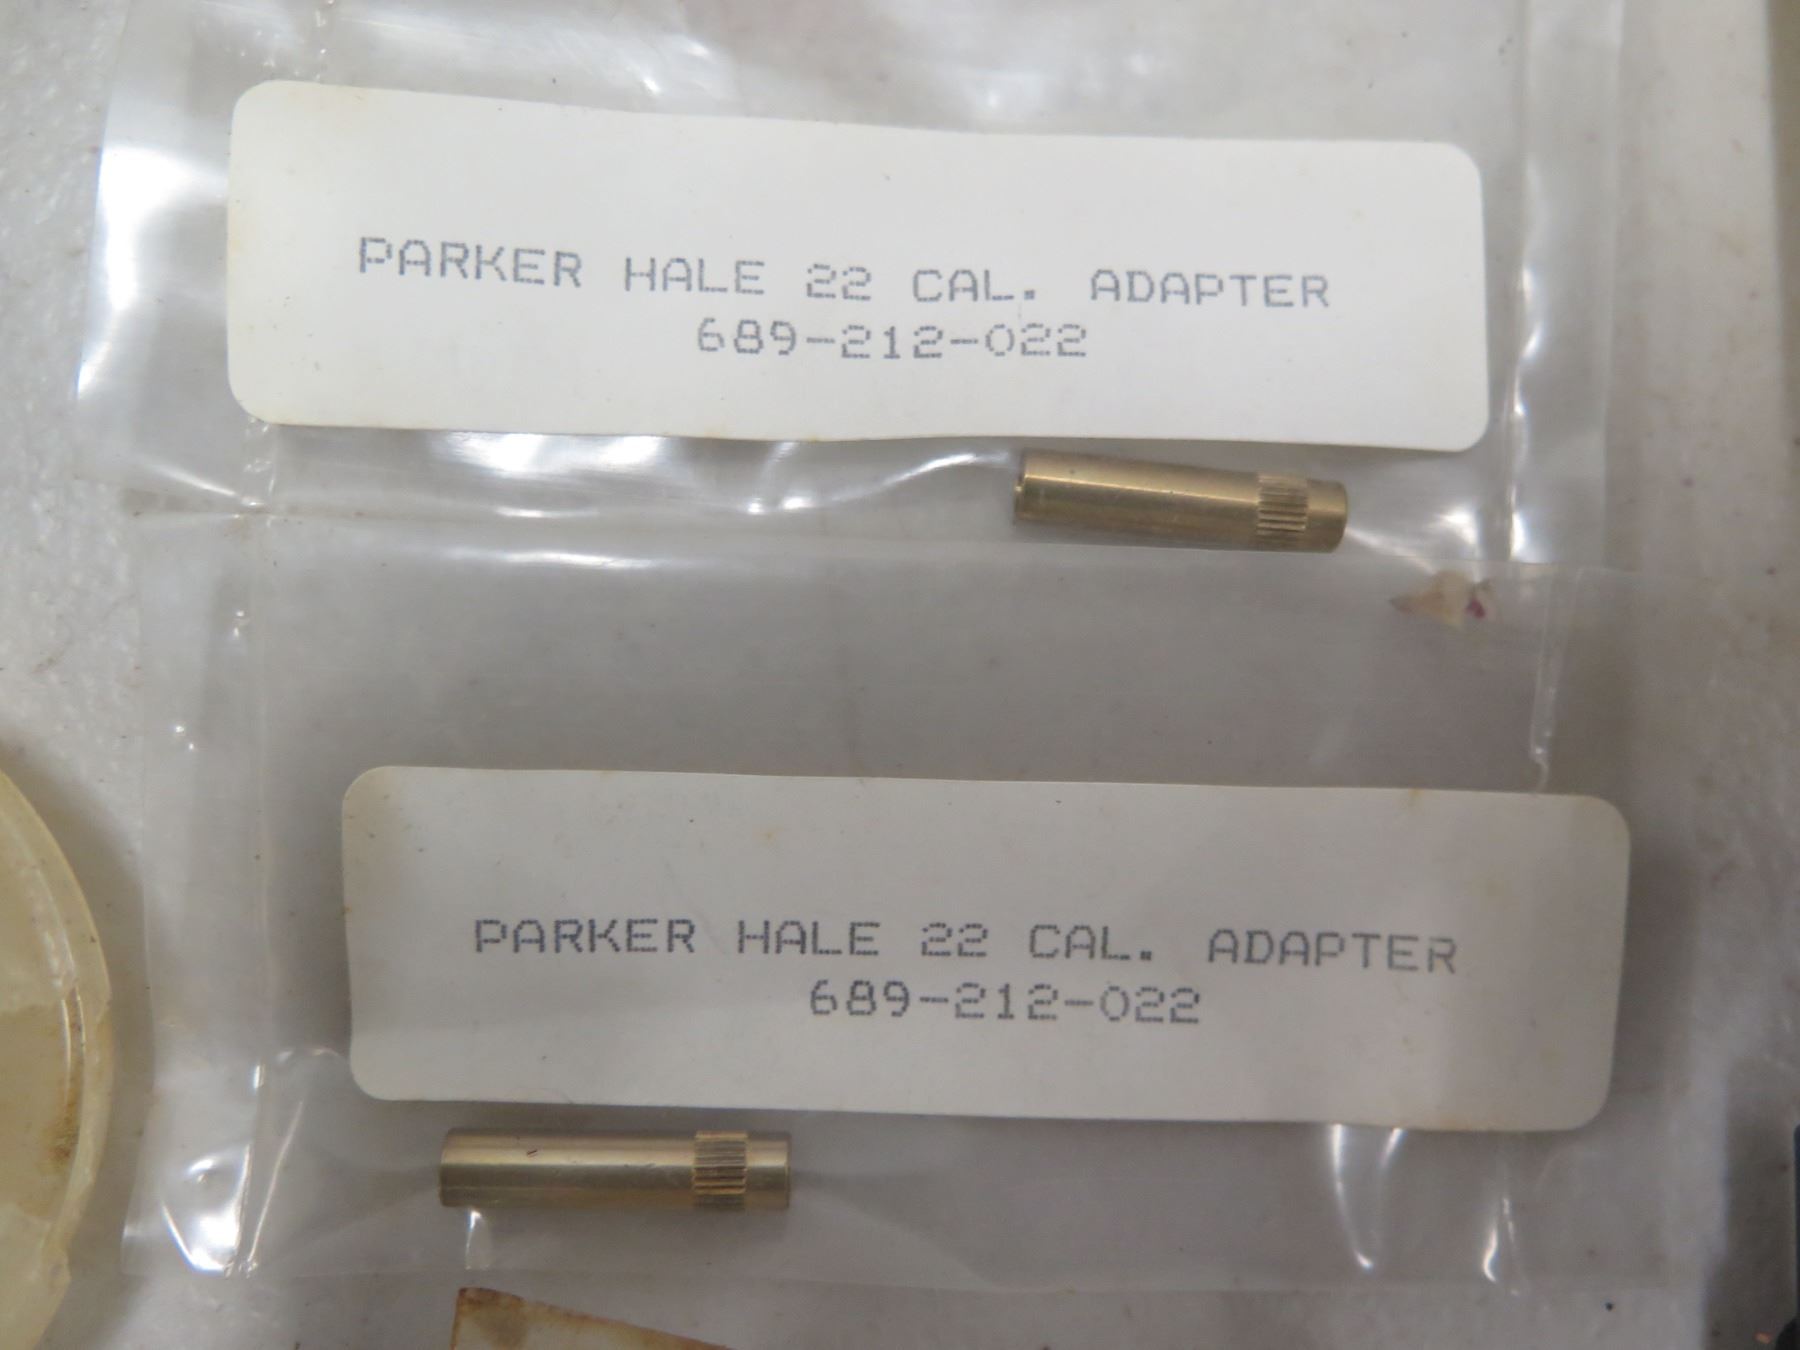 PARKER HALE 22 CAL. ADAPTER
689-212-022
PARKER HALE 22 CAL. ADAPTER
689-212-022